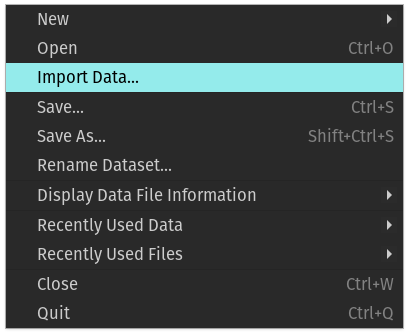 New
Open Ctrl+O
Import Data...
Save... Ctrl+S
Save As... Shift+Ctrl+S
Rename Dataset...
Display Data File Information
Recently Used Data
Recently Used Files
Close Ctrl+W
Quit Ctrl+Q